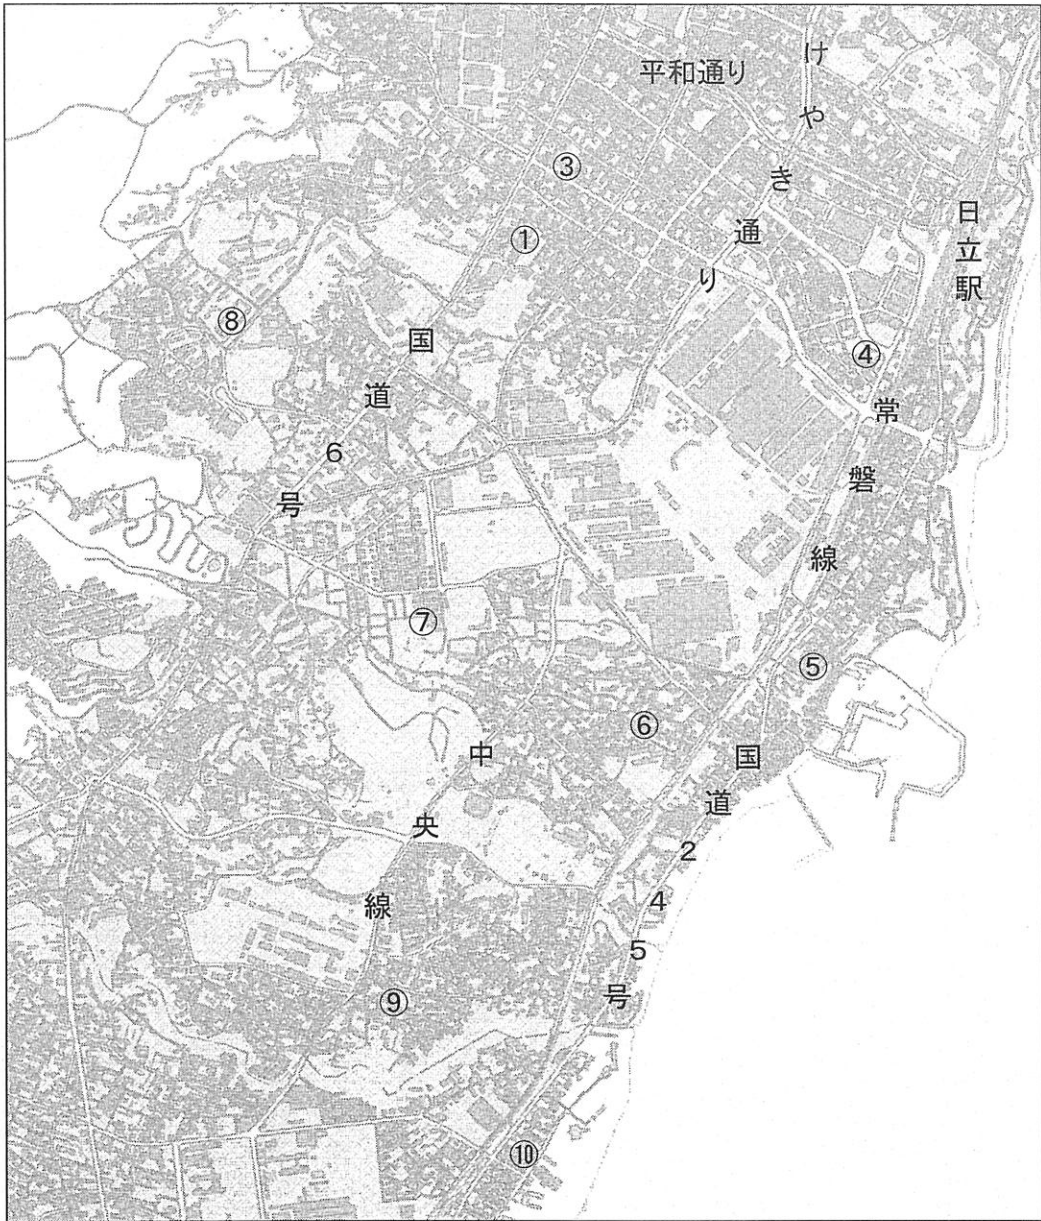 平和通り
けやき通り
③
①
日立駅
⑧
国道6号
④
常磐線
⑦
⑤
⑥
中央線
国道245号
⑨
⑩